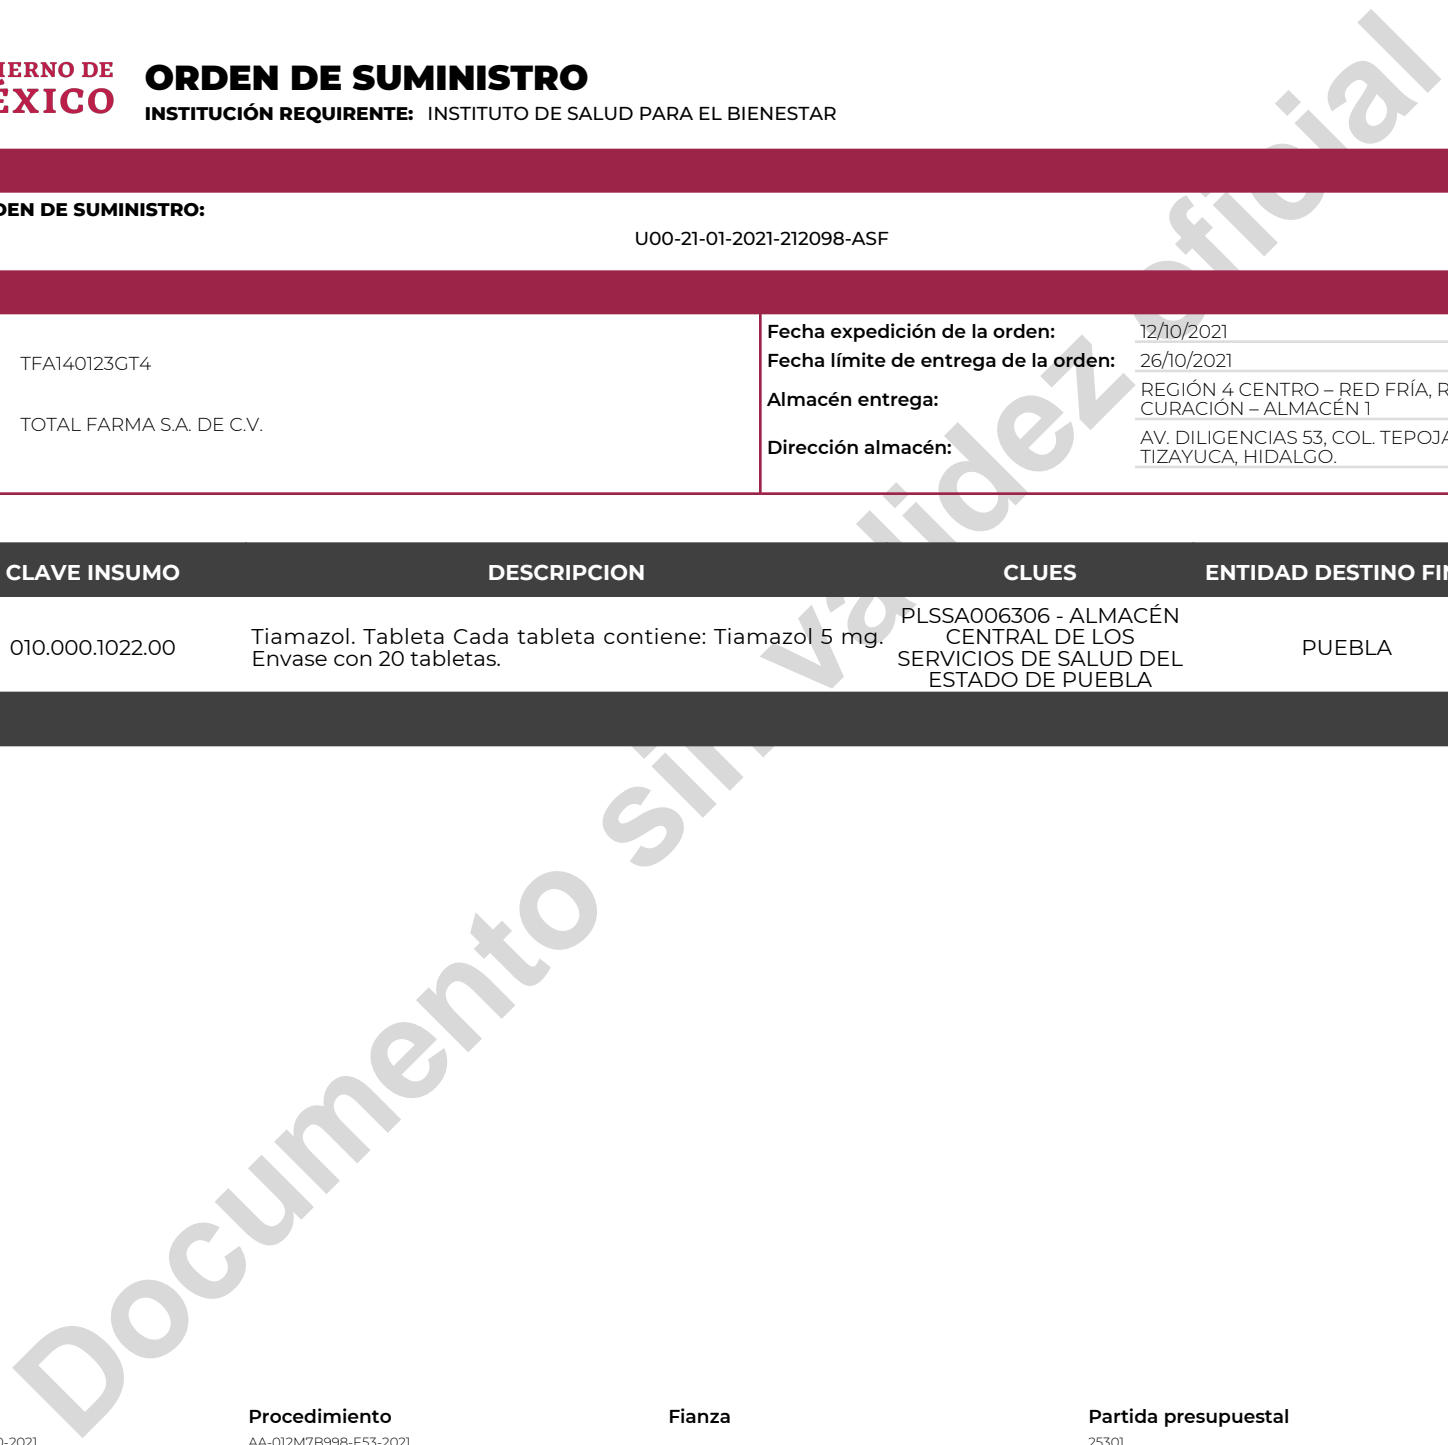 DE
ORDEN DE SUMINISTRO
INSTITUCIÓN REQUIRENTE: INSTITUTO DE SALUD PARA EL BIENESTAR
DE SUMINISTRO:
U00-21-01-2021-212098-ASF
TFA140123GT4
TOTAL FARMA S.A. DE C.V.
Fecha expedición de la orden: 12/10/2021
Fecha límite de entrega de la orden: 26/10/2021
Almacén entrega: REGIÓN 4 CENTRO – RED FRÍA,
CURACIÓN – ALMACÉN 1
Dirección almacén: AV. DILIGENCIAS 53, COL.
TIZAYUCA, HIDALGO.
CLAVE INSUMO DESCRIPCION CLUES ENTIDAD DESTINO
010.000.1022.00
Tiamazol. Tableta Cada tableta contiene: Tiamazol 5 mg.
Envase con 20 tabletas.
PLSSA006306 - ALMACÉN
CENTRAL DE LOS
SERVICIOS DE SALUD DEL
ESTADO DE PUEBLA
PUEBLA
Documento sin validez oficial
Procedimiento Fianza Partida presupuestal
AA-012M7B998-E53-2021 25301